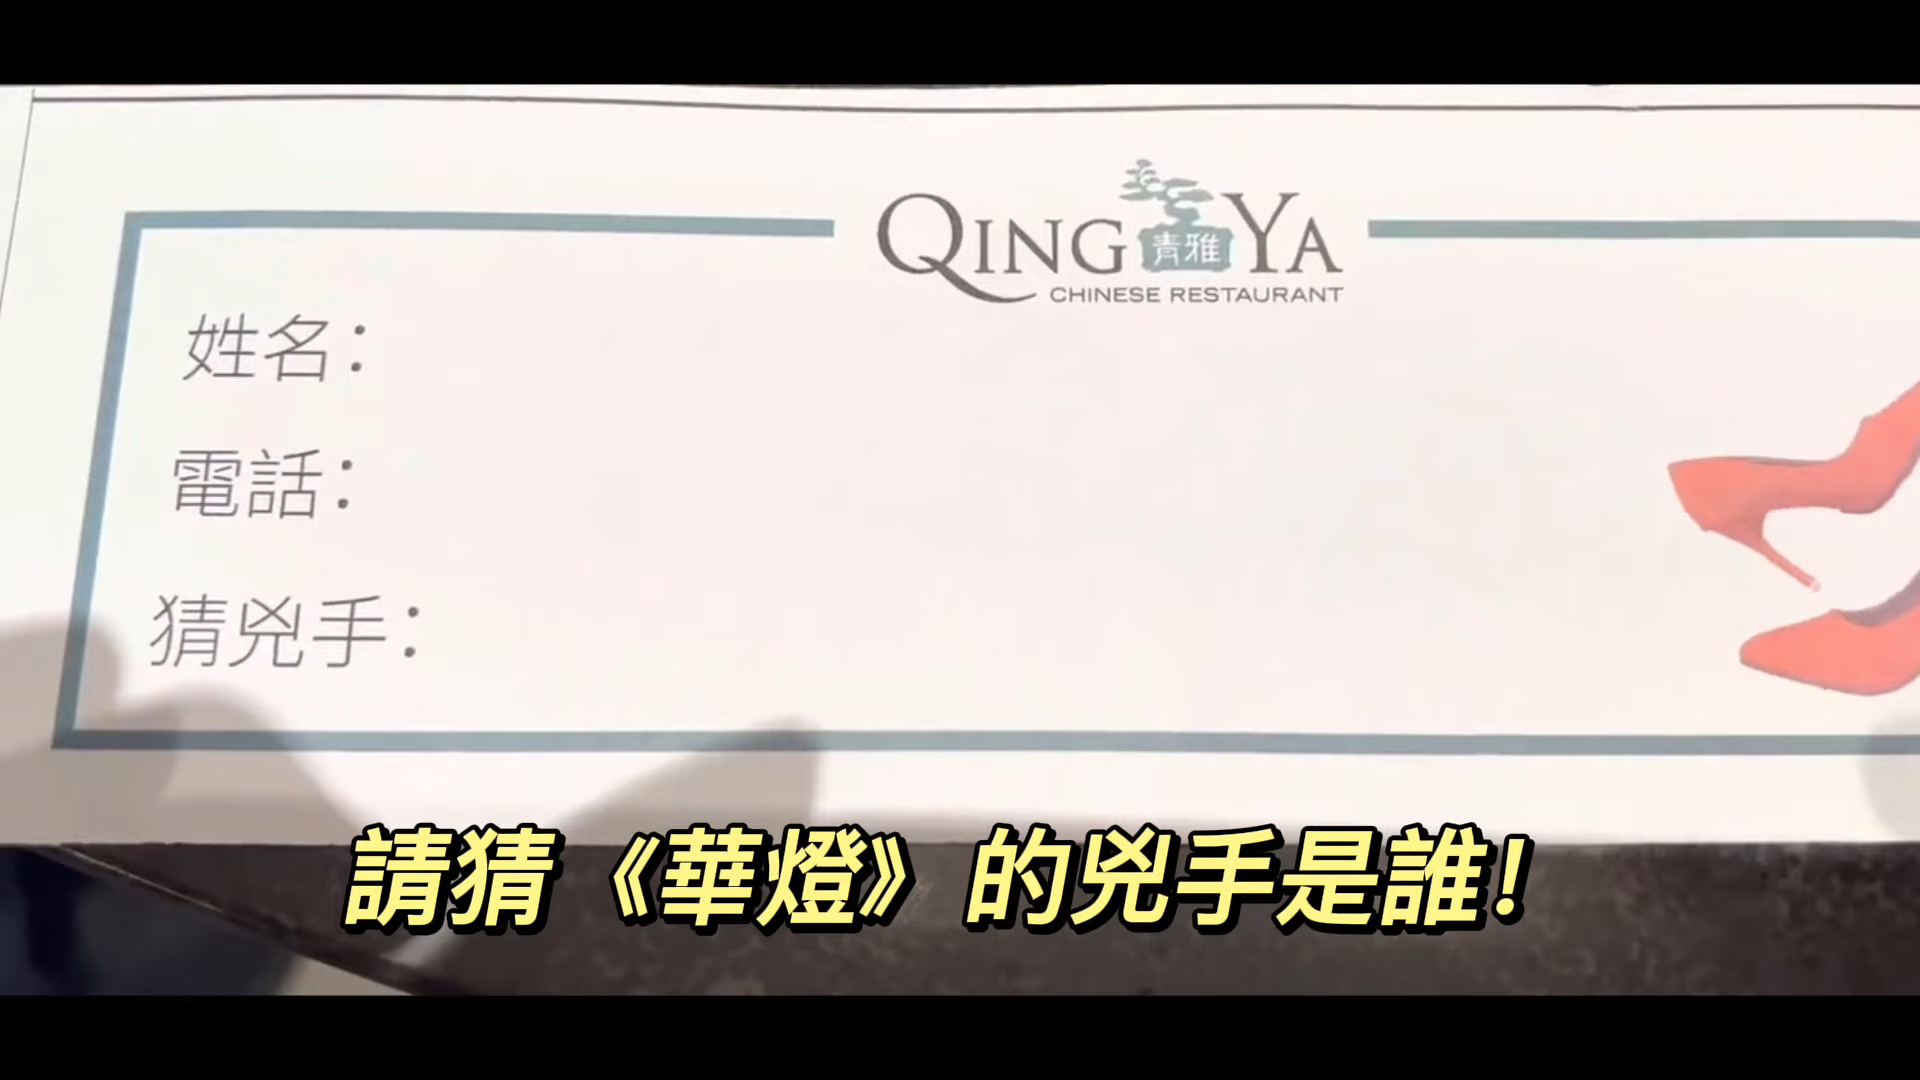 QING 青雅 YA
CHINESE RESTAURANT
姓名：
電話：
猜兇手：
請猜《華燈》的兇手是誰！